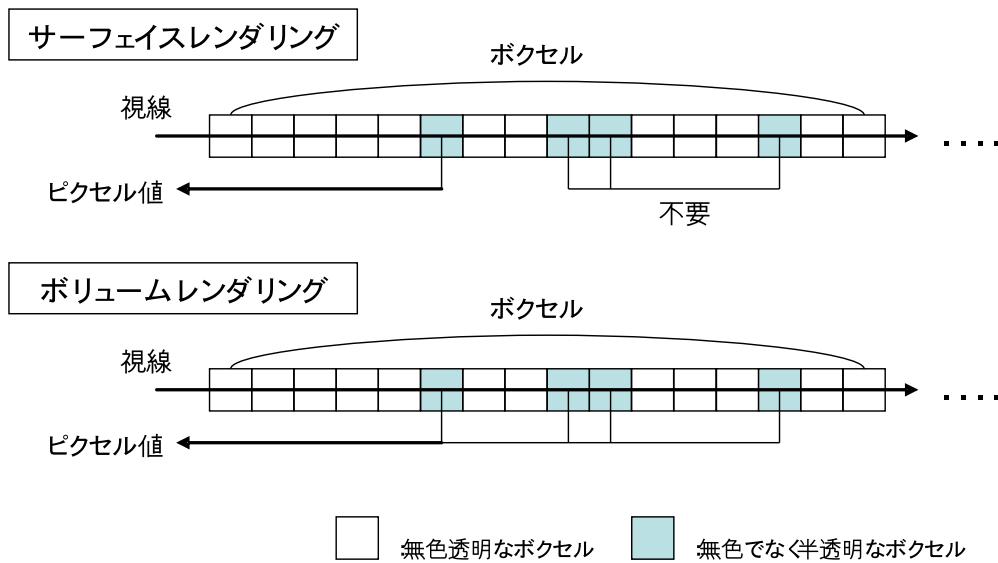 サーフェイスレンダリング
ボクセル
視線
・・・・
ピクセル値
不要
ボリュームレンダリング
ボクセル
視線
・・・・
ピクセル値
:無色透明なボクセル
:無色でなく半透明なボクセル